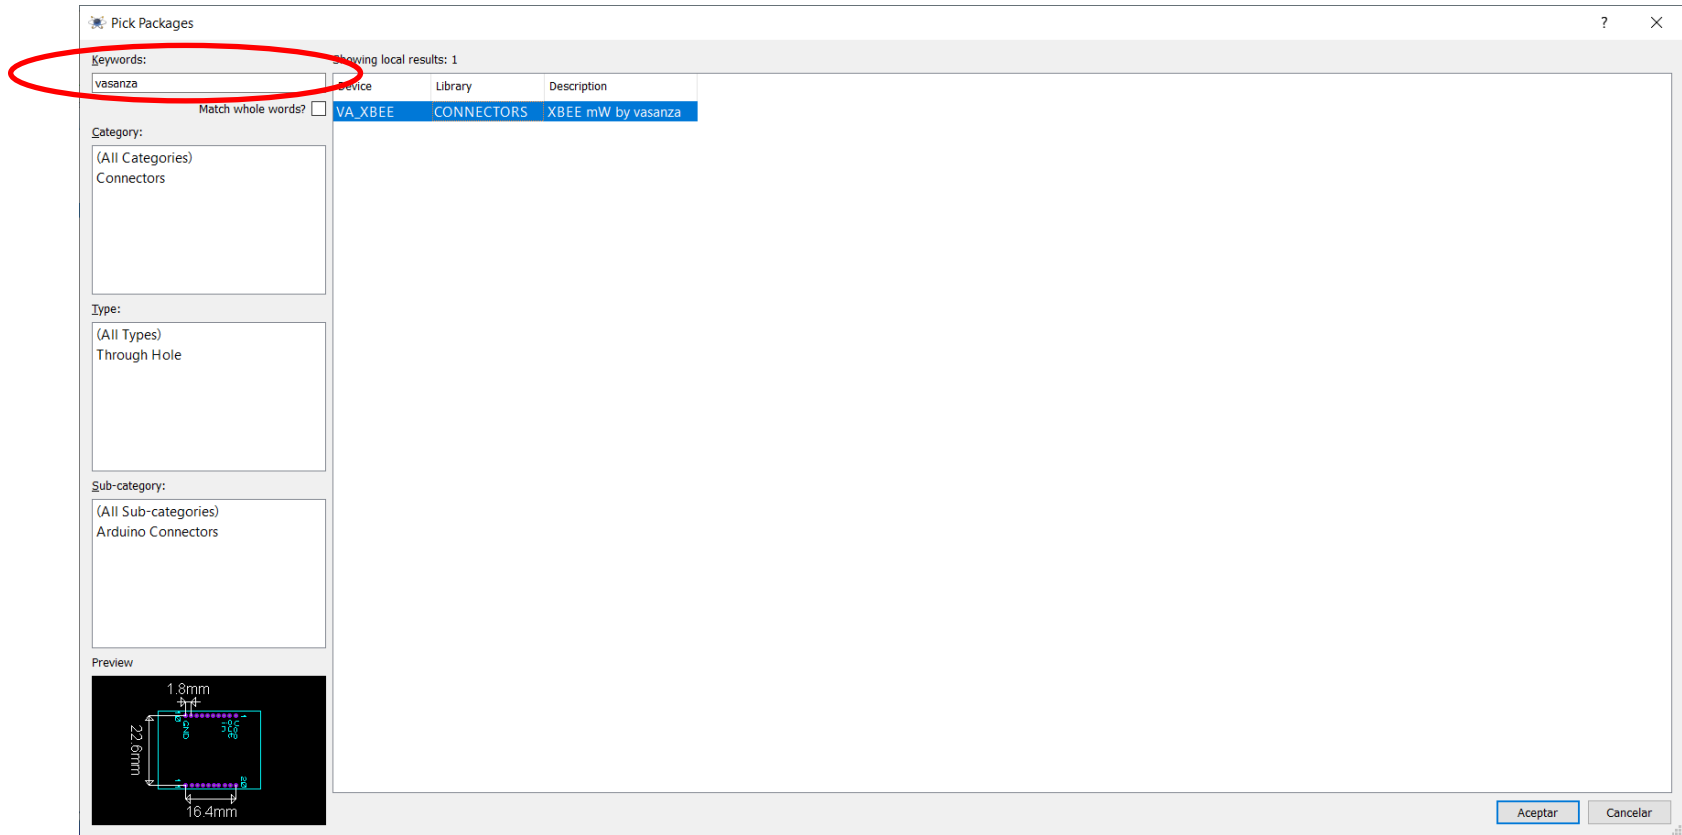 Pick Packages
?
Keywords:
vasanza
Match whole words?
Category:
(All Categories)
Connectors
Type:
(All Types)
Through Hole
Sub-category:
(All Sub-categories)
Arduino Connectors
Preview
1.8mm
GND
22.6mm
20
16.4mm
Showing local results: 1
Device Library Description
VA_XBEE CONNECTORS XBEE mW by vasanza
Aceptar Cancelar